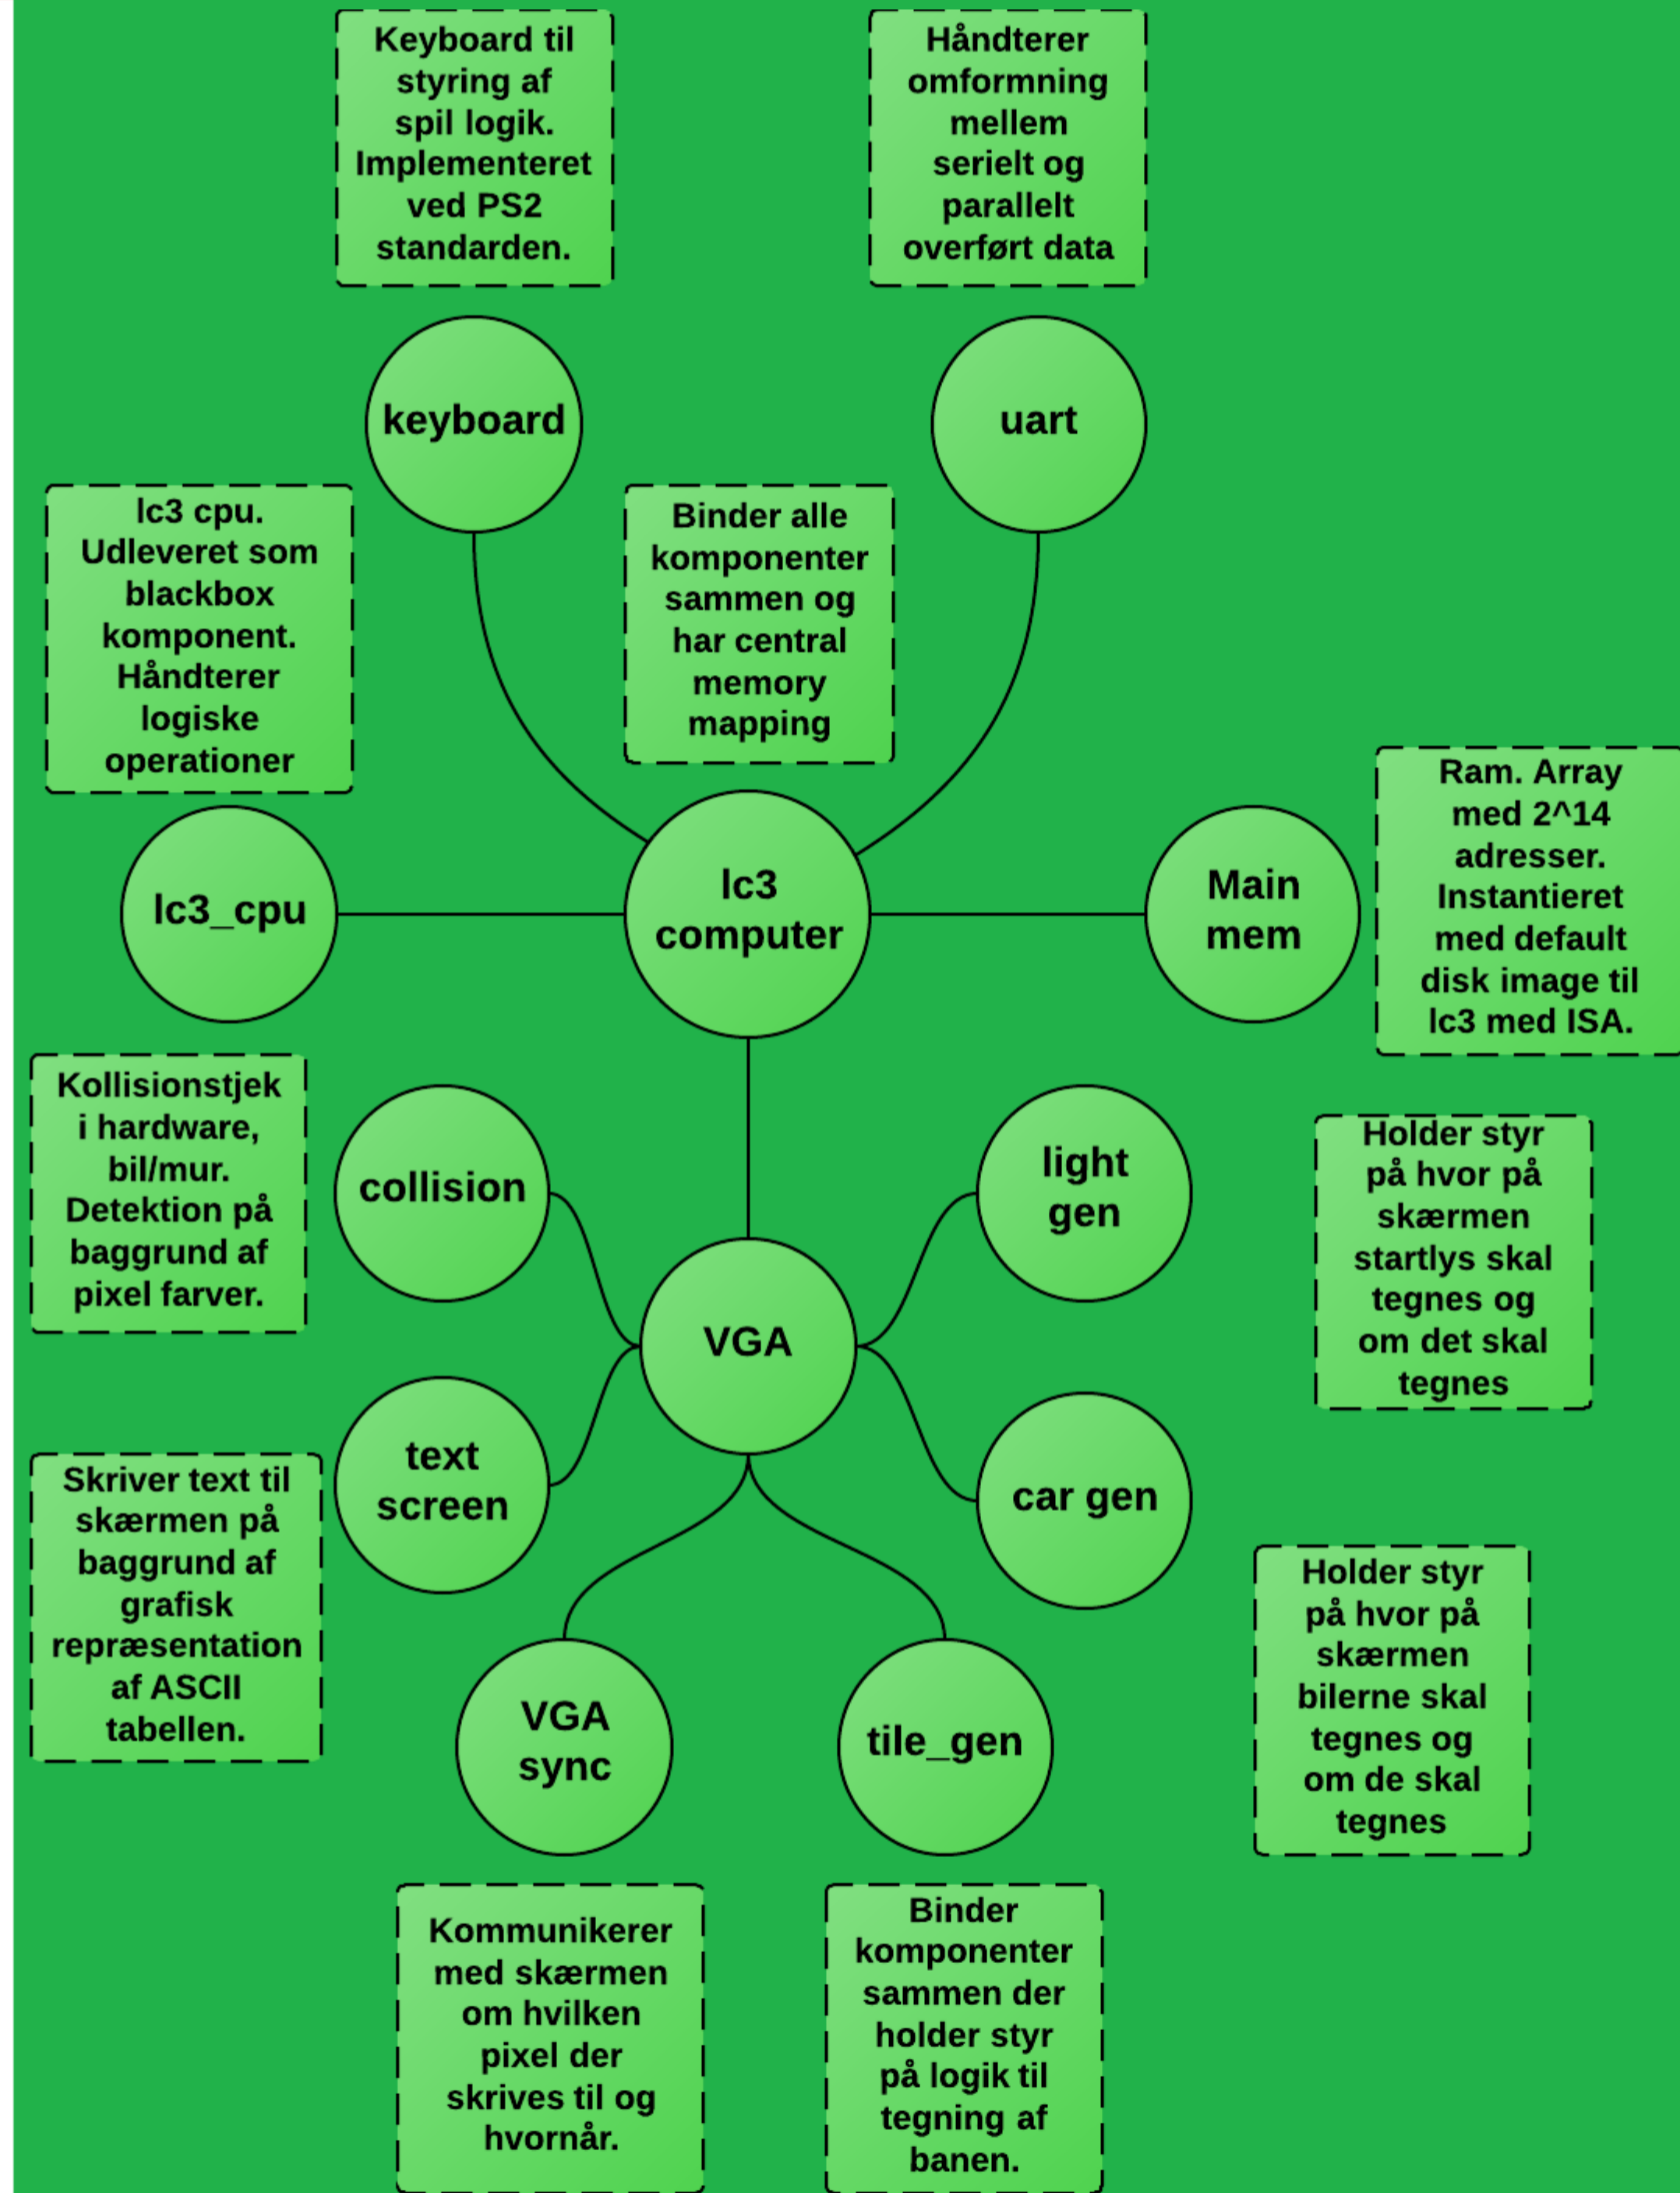 Keyboard til
styring af
spil logik.
Implementeret
ved PS2
standarden.
Håndterer
omformning
mellem
serielt og
parallelt
overført data
keyboard
uart
lc3 cpu.
Udleveret som
blackbox
komponent.
Håndterer
logiske
operationer
Binder alle
komponenter
sammen og
har central
memory
mapping
Ram. Array
med 2^14
adresser.
Instantieret
med default
disk image til
lc3 med ISA.
lc3_cpu
lc3
computer
Main
mem
Kollisionstjek
i hardware,
bil/mur.
Detektion på
baggrund af
pixel farver.
collision
light
gen
Holder styr
på hvor på
skærmen
startlys skal
tegnes og
om det skal
tegnes
VGA
Skriver text til
skærmen på
baggrund af
grafisk
repræsentation
af ASCII
tabellen.
text
screen
car gen
Holder styr
på hvor på
skærmen
bilerne skal
tegnes og
om de skal
tegnes
VGA
sync
tile_gen
Kommunikerer
med skærmen
om hvilken
pixel der
skrives til og
hvornår.
Binder
komponenter
sammen der
holder styr
på logik til
tegning af
banen.